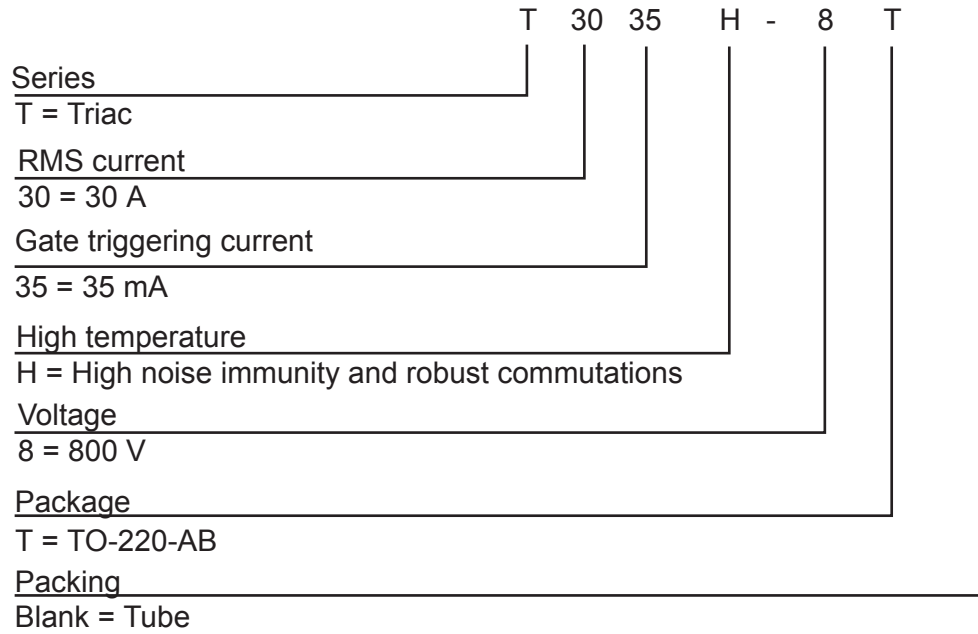 T 30 35 H - 8 T
Series
T = Triac
RMS current
30 = 30 A
Gate triggering current
35 = 35 mA
High temperature
H = High noise immunity and robust commutations
Voltage
8 = 800 V
Package
T = TO-220-AB
Packing
Blank = Tube